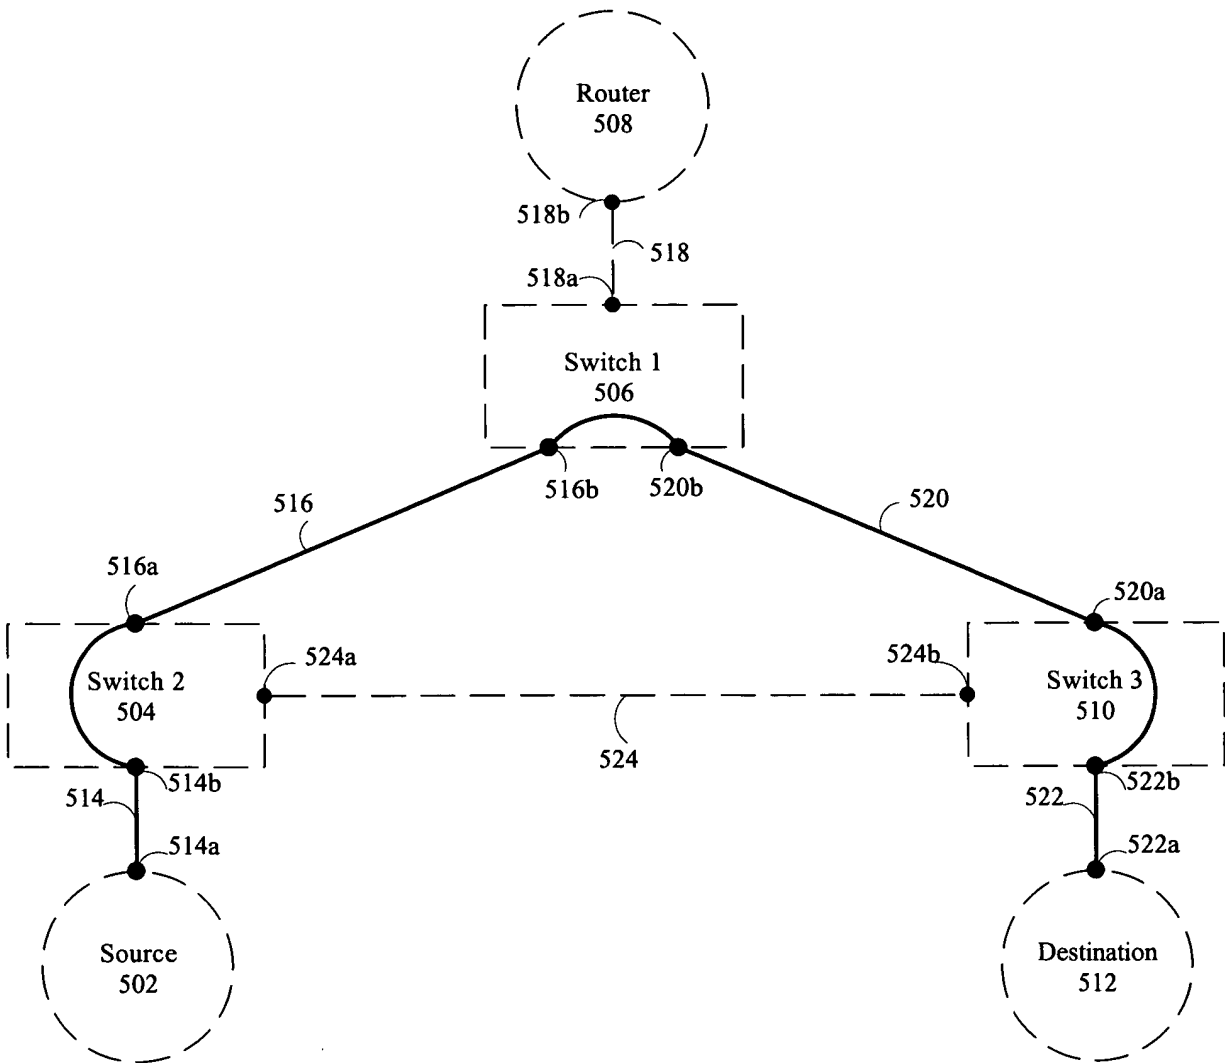 Router
508
518b
518
518a
Switch 1
506
516b
520b
516
520
516a
520a
524a
524b
Switch 2
504
Switch 3
510
524
514b
522b
514
522
514a
522a
Source
502
Destination
512